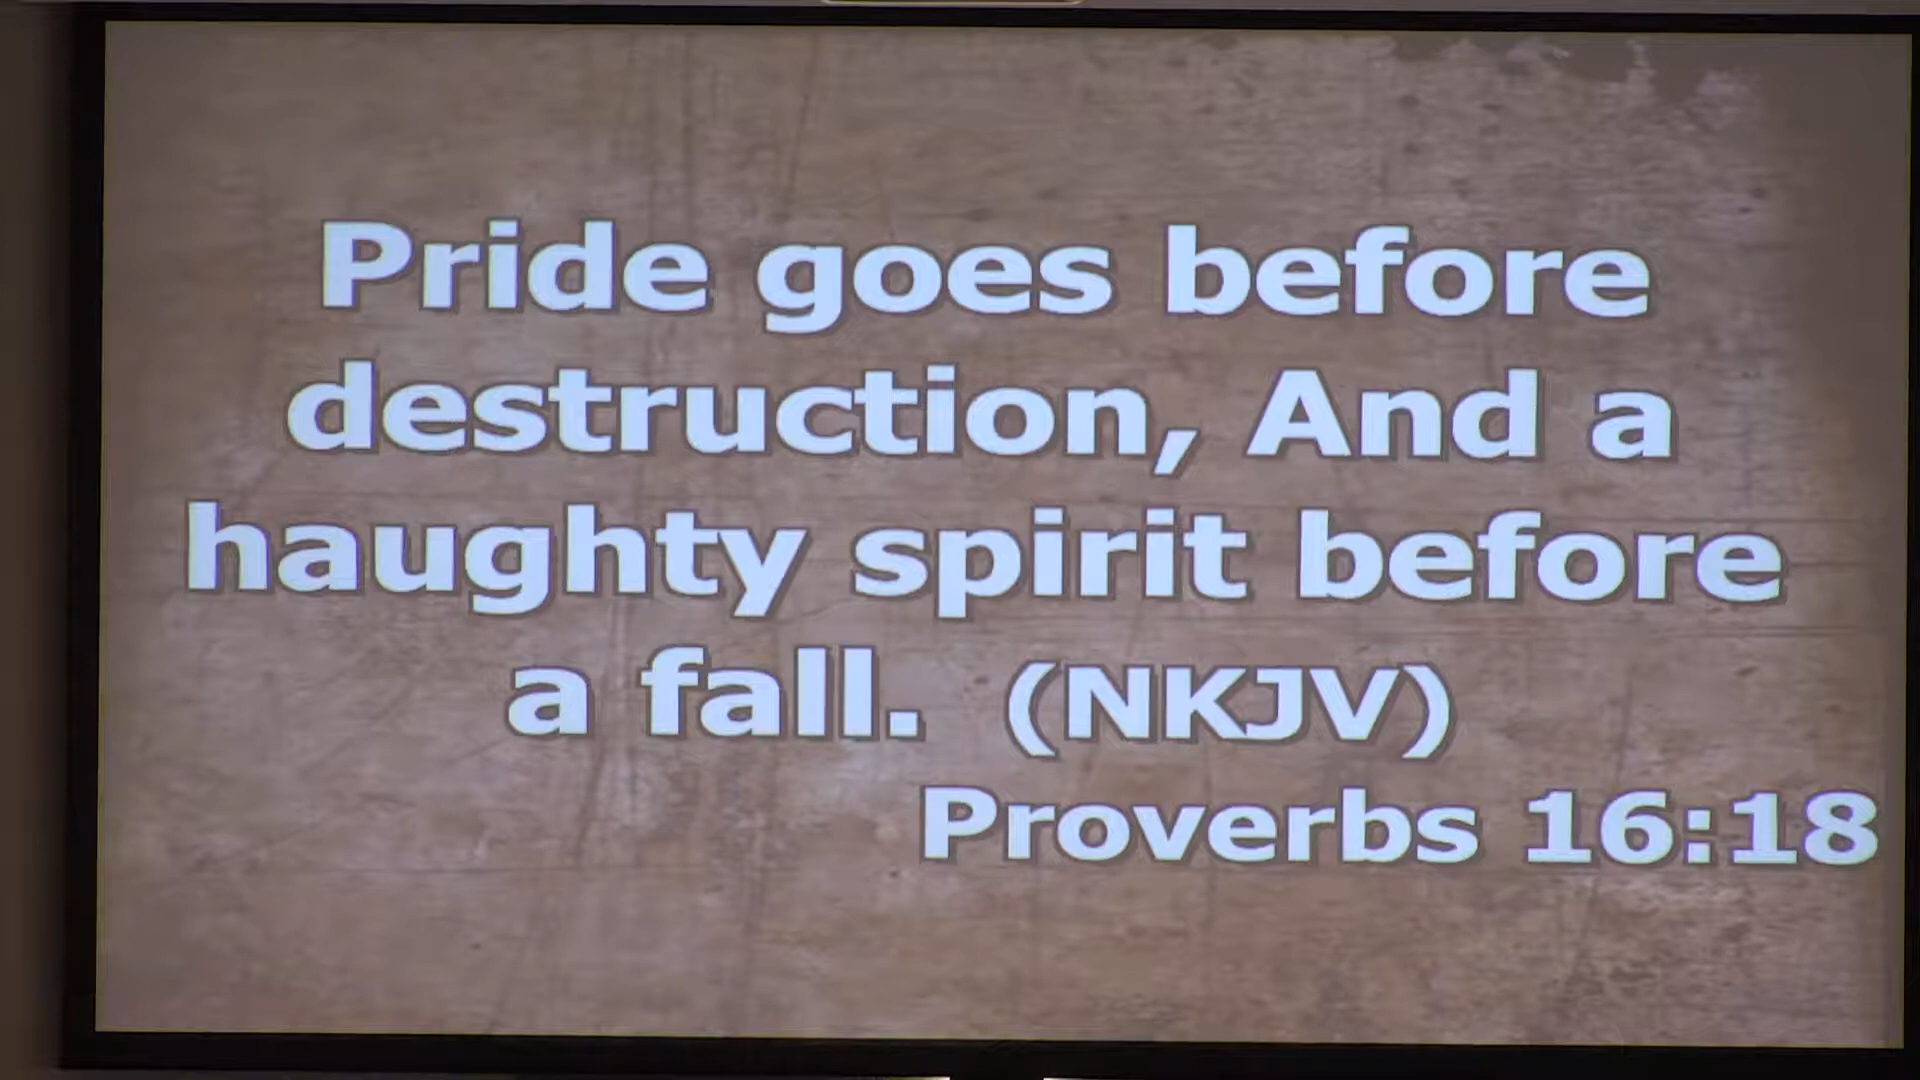 Pride goes before
destruction, And a
haughty spirit before
a fall. (NKJV)
Proverbs 16:18